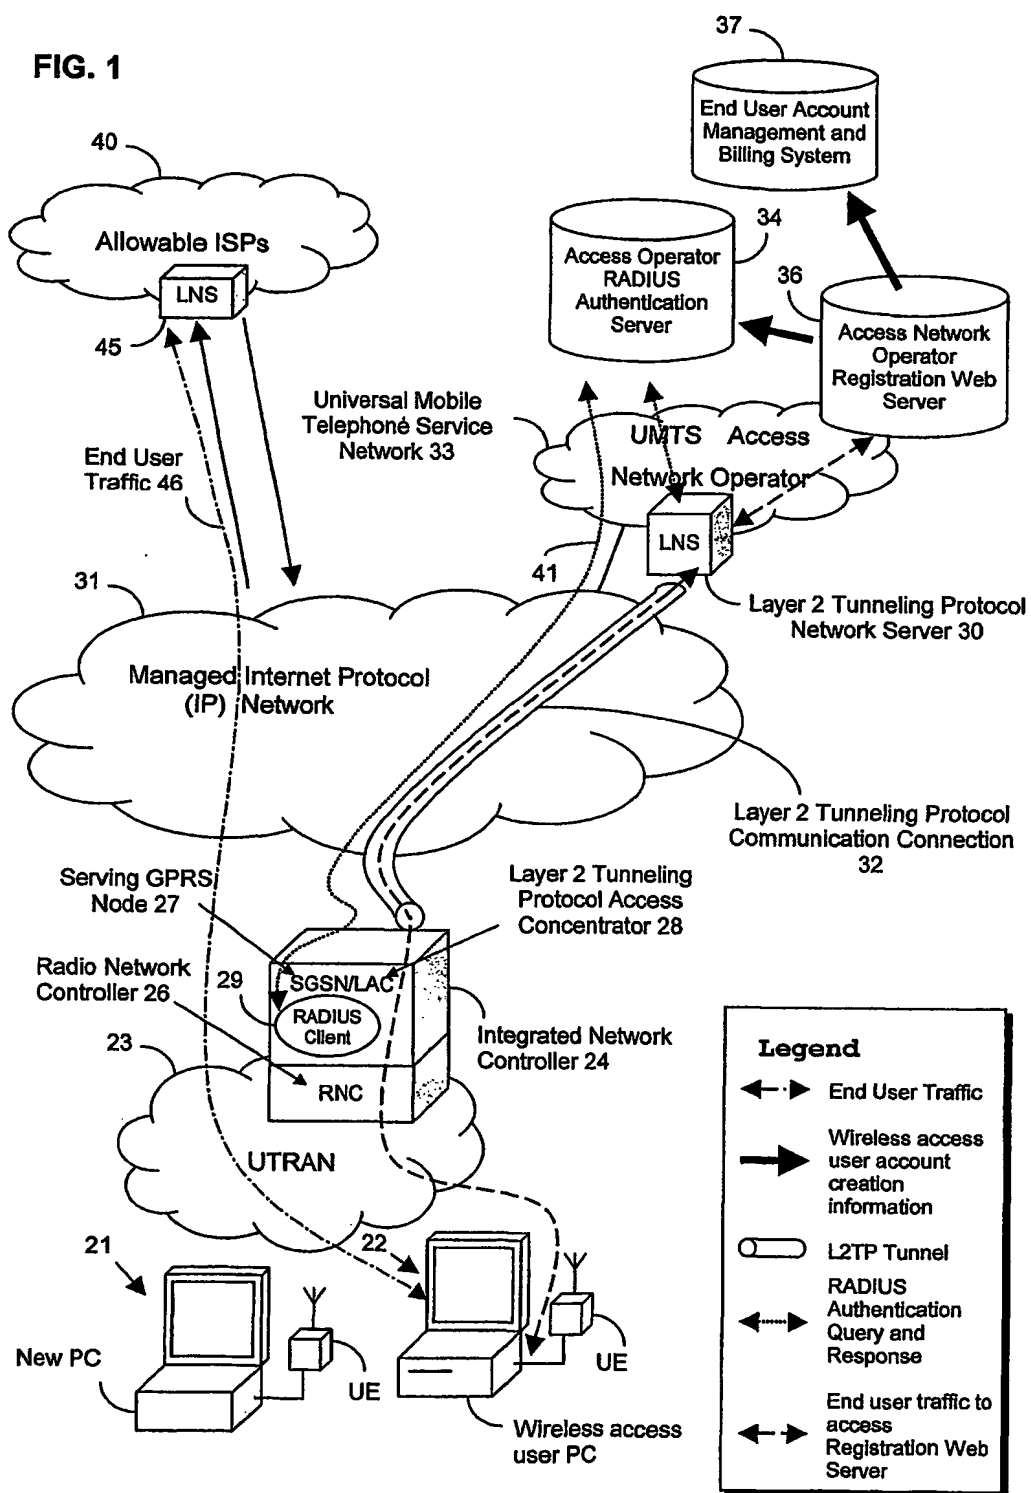 FIG. 1
37
End User Account
Management and
Billing System
40
Allowable ISPs
LNS
45
34
Access Operator
RADIUS
Authentication
Server
36
Access Network
Operator
Registration Web
Server
Universal Mobile
Telephone Service
Network 33
UMTS Access
Network Operator
LNS
End User
Traffic 46
41
31
Layer 2 Tunneling Protocol
Network Server 30
Managed Internet Protocol
(IP) Network
Layer 2 Tunneling Protocol
Communication Connection
32
Serving GPRS
Node 27
Layer 2 Tunneling
Protocol Access
Concentrator 28
Radio Network
Controller 26
29
SGSN/LAC
RADIUS
Client
Integrated Network
Controller 24
23
RNC
UTRAN
21
22
New PC
UE
UE
Wireless access
user PC
Legend
End User Traffic
Wireless access
user account
creation
information
L2TP Tunnel
RADIUS
Authentication
Query and
Response
End user traffic to
access
Registration Web
Server